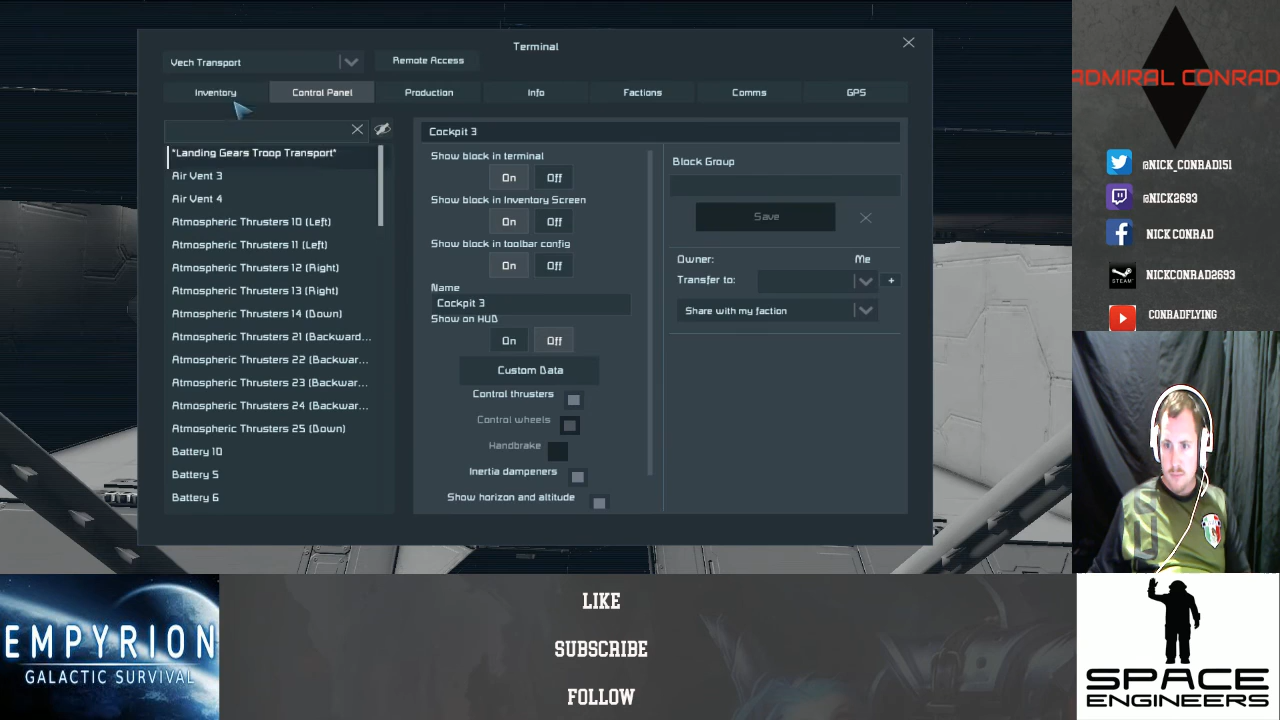 Terminal
Vech Transport
Remote Access
Inventory
Control Panel
Production
Info
Factions
Comms
GPS
*Landing Gears Troop Transport*
Air Vent 3
Air Vent 4
Atmospheric Thrusters 10 (Left)
Atmospheric Thrusters 11 (Left)
Atmospheric Thrusters 12 (Right)
Atmospheric Thrusters 13 (Right)
Atmospheric Thrusters 14 (Down)
Atmospheric Thrusters 21 (Backward...
Atmospheric Thrusters 22 (Backwar...
Atmospheric Thrusters 23 (Backwar...
Atmospheric Thrusters 24 (Backwar...
Atmospheric Thrusters 25 (Down)
Battery 10
Battery 5
Battery 6
Cockpit 3
Show block in terminal
On Off
Show block in Inventory Screen
On Off
Show block in toolbar config
On Off
Name
Cockpit 3
Show on HUD
On Off
Custom Data
Control thrusters
Control wheels
Handbrake
Inertia dampeners
Show horizon and altitude
Block Group
Save
Owner: Me
Transfer to:
Share with my faction
ADMIRAL CONRAD
@NICK_CONRAD151
@NICK2693
NICK CONRAD
STEAM
NICKCONRAD2693
CONRADFLYING
EMPYRION
GALACTIC SURVIVAL
LIKE
SUBSCRIBE
FOLLOW
SPACE
ENGINEERS